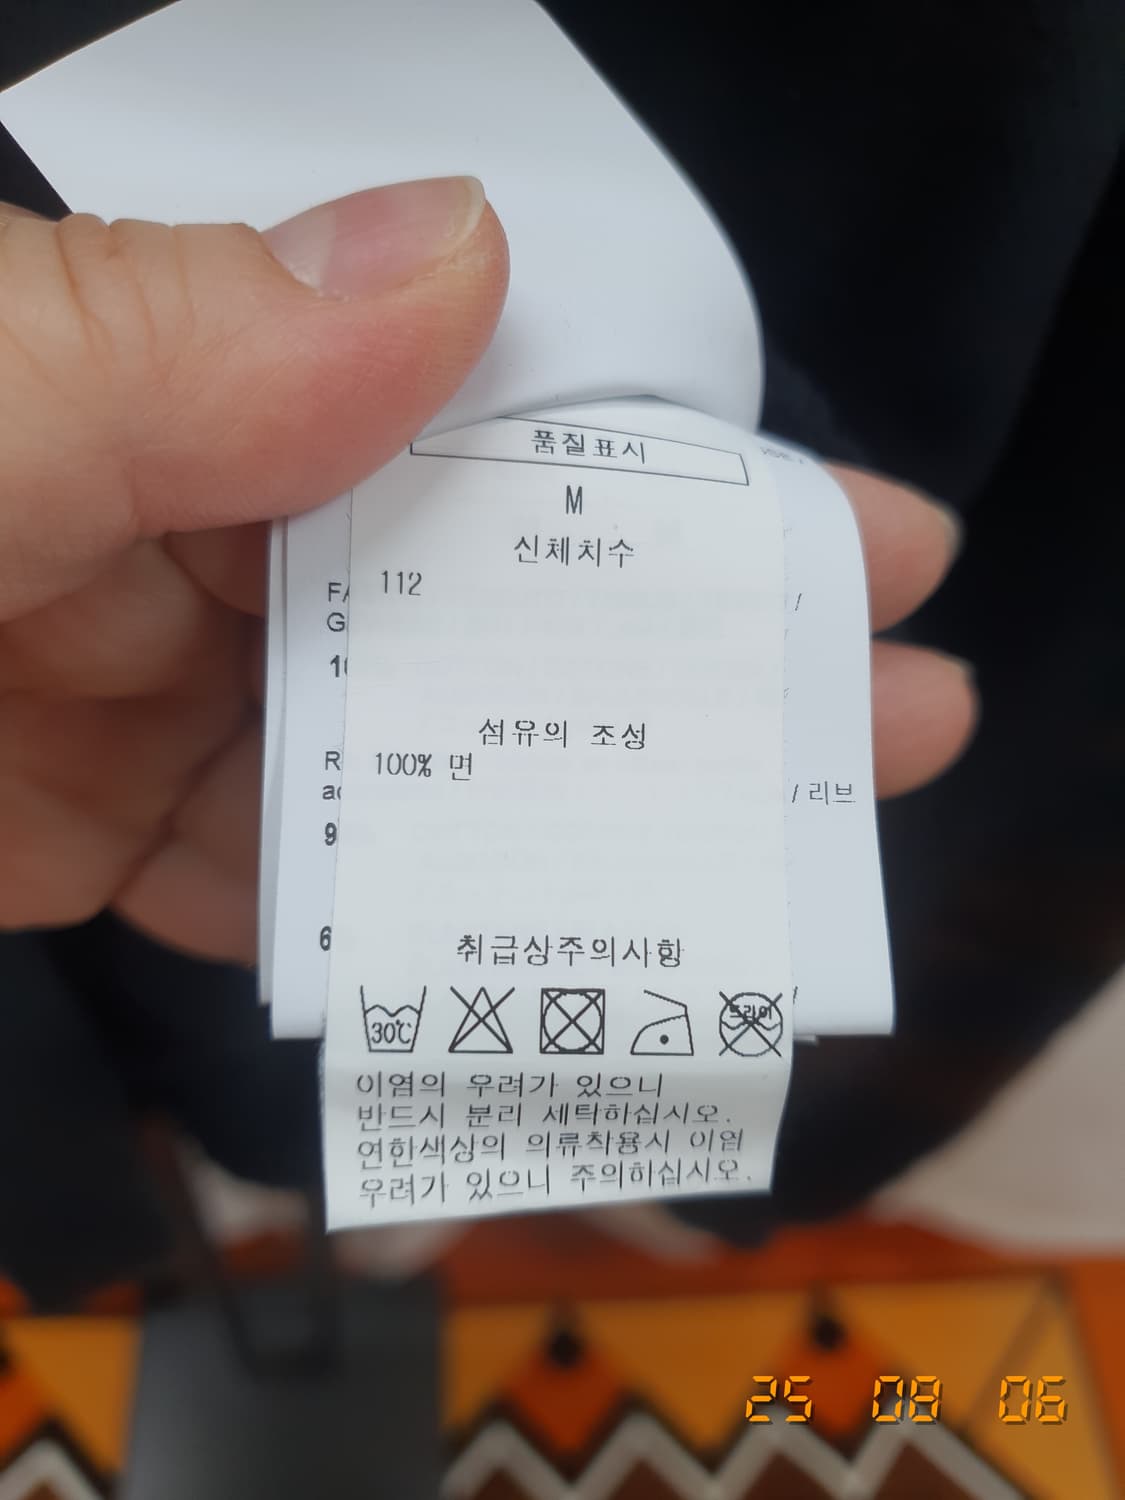 품질표시
M
신체치수
112
FA
G
R
9
6
/
섬유의 조성
100% 면
/ 리브
취급상주의사항
30℃
드라이
이염의 우려가 있으니
반드시 분리 세탁하십시오.
연한색상의 의류착용시 이염
우려가 있으니 주의하십시오.
25 08 06